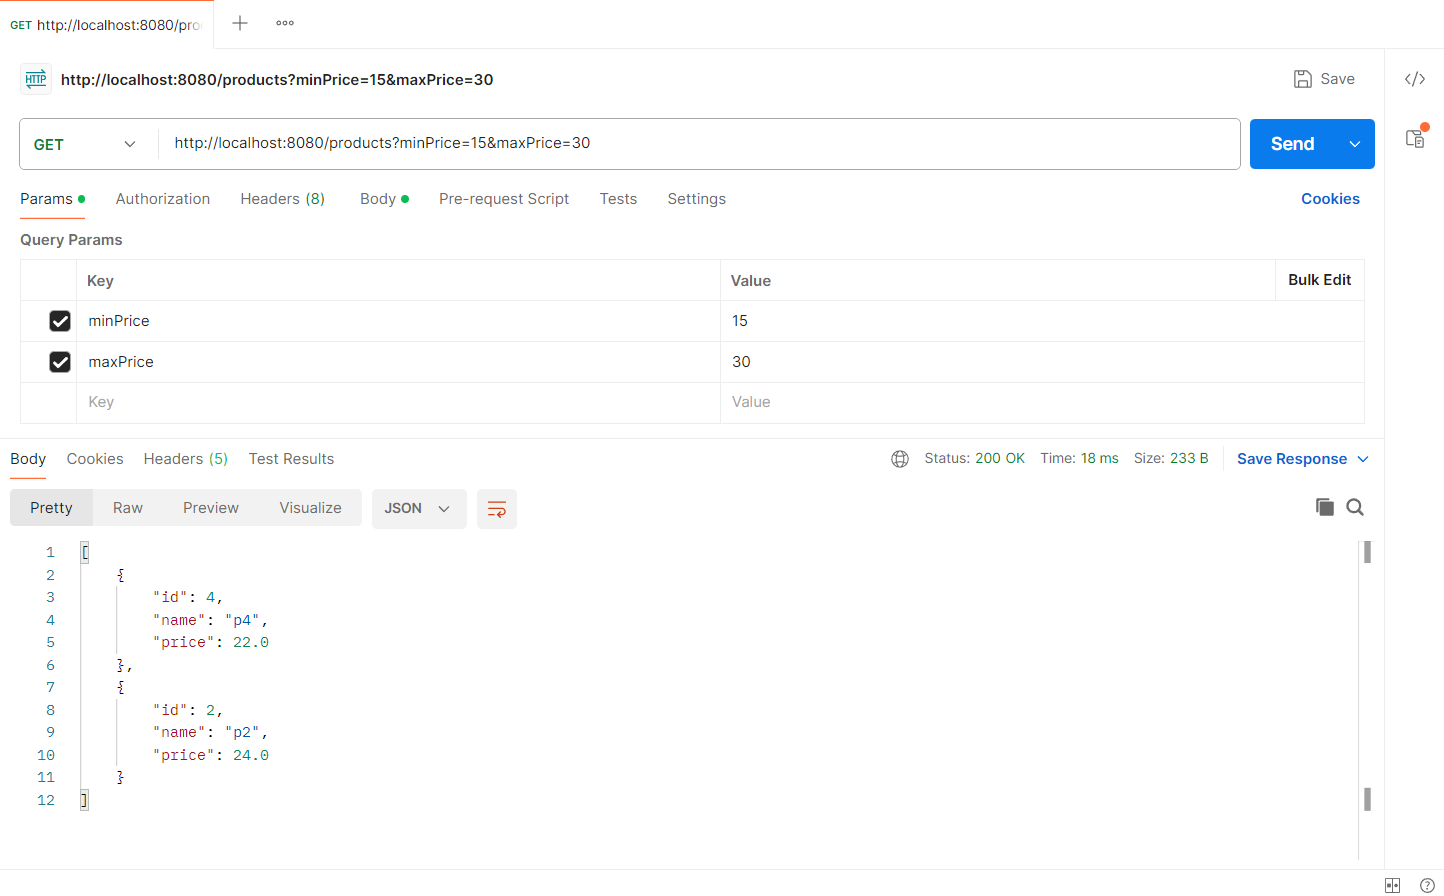 GET http://localhost:8080/pro
http://localhost:8080/products?minPrice=15&maxPrice=30
Save
GET http://localhost:8080/products?minPrice=15&maxPrice=30 Send
Params Authorization Headers (8) Body Pre-request Script Tests Settings Cookies
Query Params
Key Value Bulk Edit
minPrice 15
maxPrice 30
Key Value
Body Cookies Headers (5) Test Results Status: 200 OK Time: 18 ms Size: 233 B Save Response
Pretty Raw Preview Visualize JSON
1 [
2 {
3 "id": 4,
4 "name": "p4",
5 "price": 22.0
6 },
7 {
8 "id": 2,
9 "name": "p2",
10 "price": 24.0
11 }
12 ]